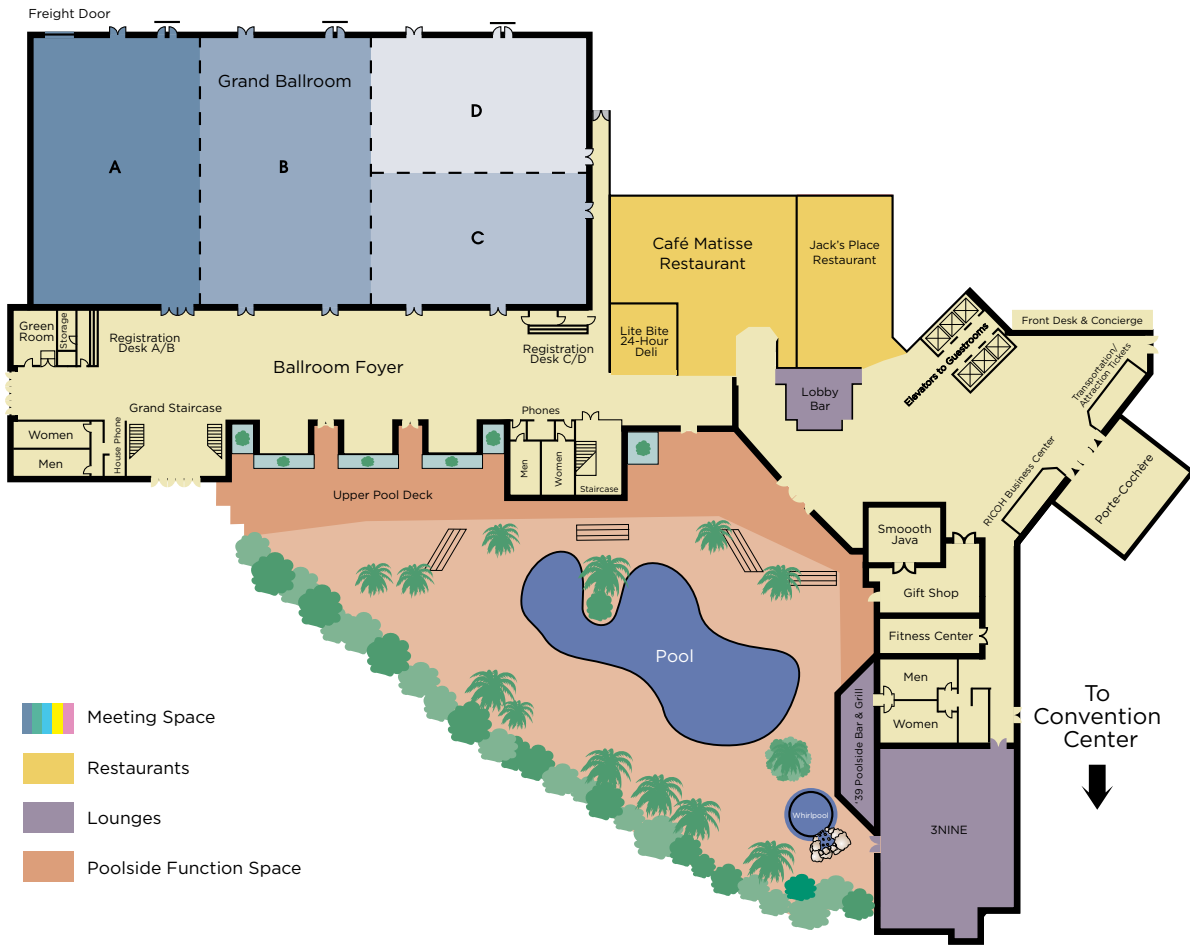 Freight Door
Grand Ballroom
A
B
D
C
Café Matisse
Restaurant
Jack's Place
Restaurant
Lite Bite
24-Hour
Deli
Lobby
Bar
Green
Room
Storage
Registration
Desk A/B
Registration
Desk C/D
Ballroom Foyer
Grand Staircase
Women
Men
House Phone
Phones
Men
Women
Staircase
Upper Pool Deck
Front Desk & Concierge
Elevators to Guestrooms
Transportation/
Attraction Tickets
RICOH Business Center
Porte-Cochère
Smoooth
Java
Gift Shop
Fitness Center
Men
Women
Pool
'39 Poolside Bar & Grill
Whirlpool
3NINE
To
Convention
Center
Meeting Space
Restaurants
Lounges
Poolside Function Space